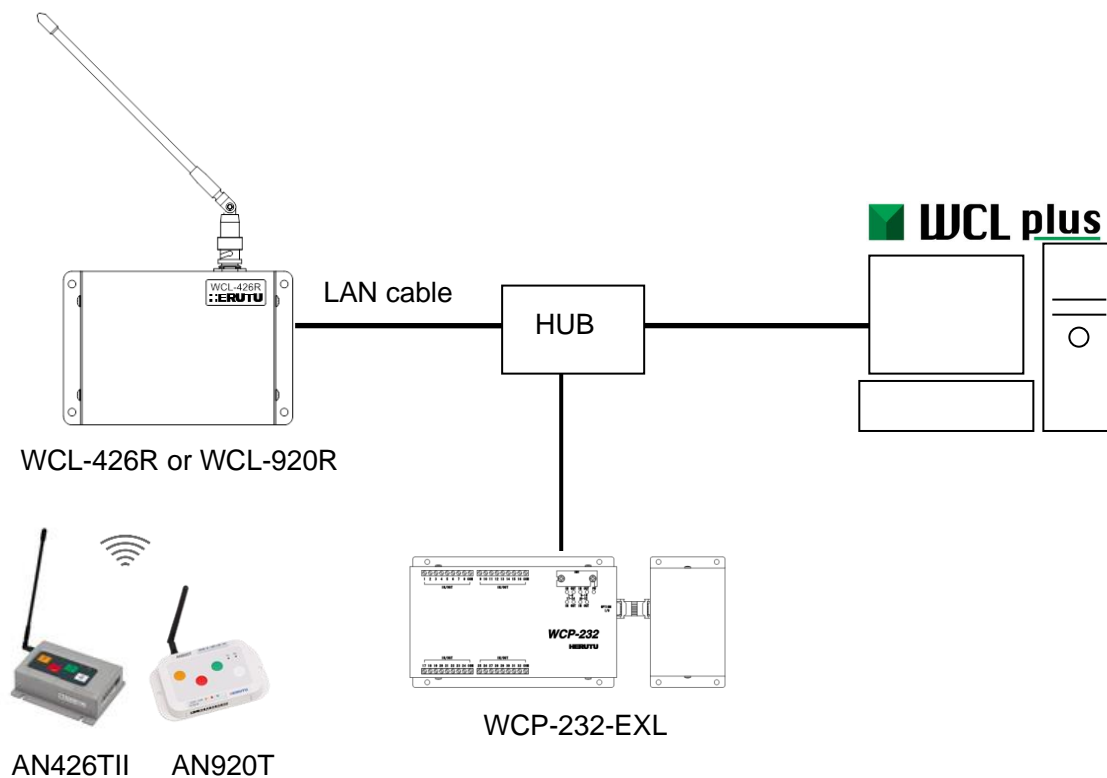 WCL plus
WCL-426R
HERUTU
LAN cable
HUB
WCL-426R or WCL-920R
WCP-232
HERUTU
WCP-232-EXL
HERUTU
AN426TII
AN920T